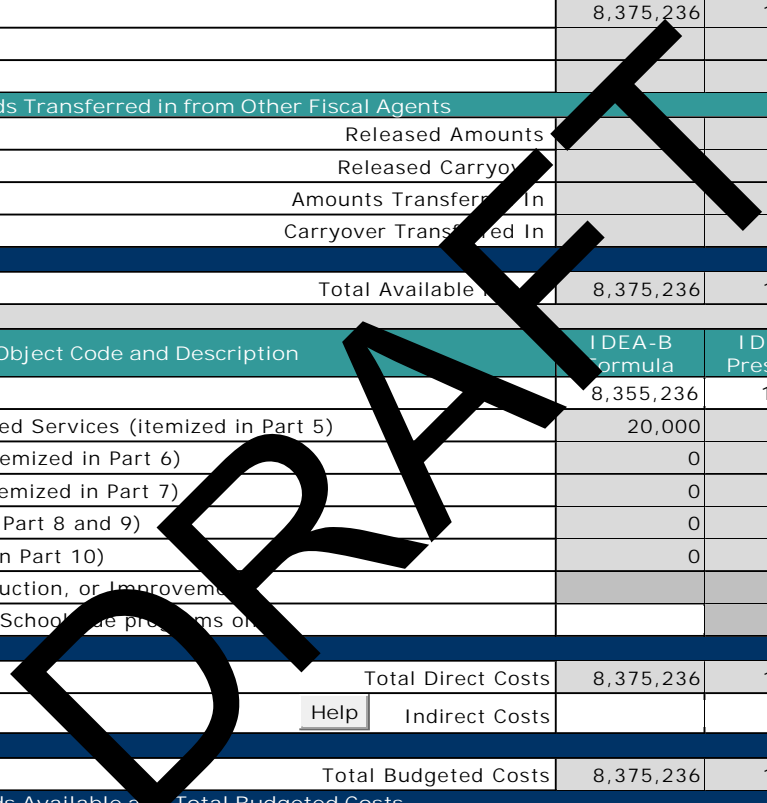 8,375,236
ds Transferred in from Other Fiscal Agents
Released Amounts
Released
Amounts In
Carryover
Total Available 8,375,236
Object Code and Description IDEA-B
8,355,236
ed Services (itemized in Part 5) 20,000
emized in Part 6) 0
emized in Part 7) 0
Part 8 and 9) 0
n Part 10) 0
uction, or
Total Direct Costs 8,375,236
Help Indirect Costs
Total Budgeted Costs 8,375,236
DRAFT